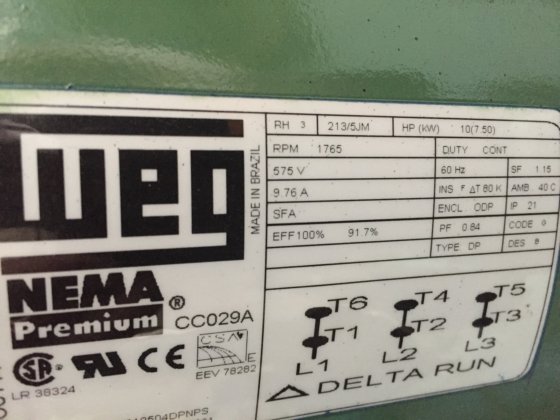 WEG
MADE IN BRAZIL
NEMA
Premium ®
CC029A
LR 38324
CSA
E
EEV 78282
RH 3 213/5JM HP (kW) 10(7.50)
RPM 1765 DUTY CONT
575 V 60 Hz SF 1.15
9.76 A INS F ΔT 80 K AMB 40 C
SFA ENCL ODP IP 21
EFF100% 91.7% PF 0.84 CODE
TYPE DP DES B
T6 T4 T5
T1 T2 T3
L1 L2 L3
Δ DELTA RUN